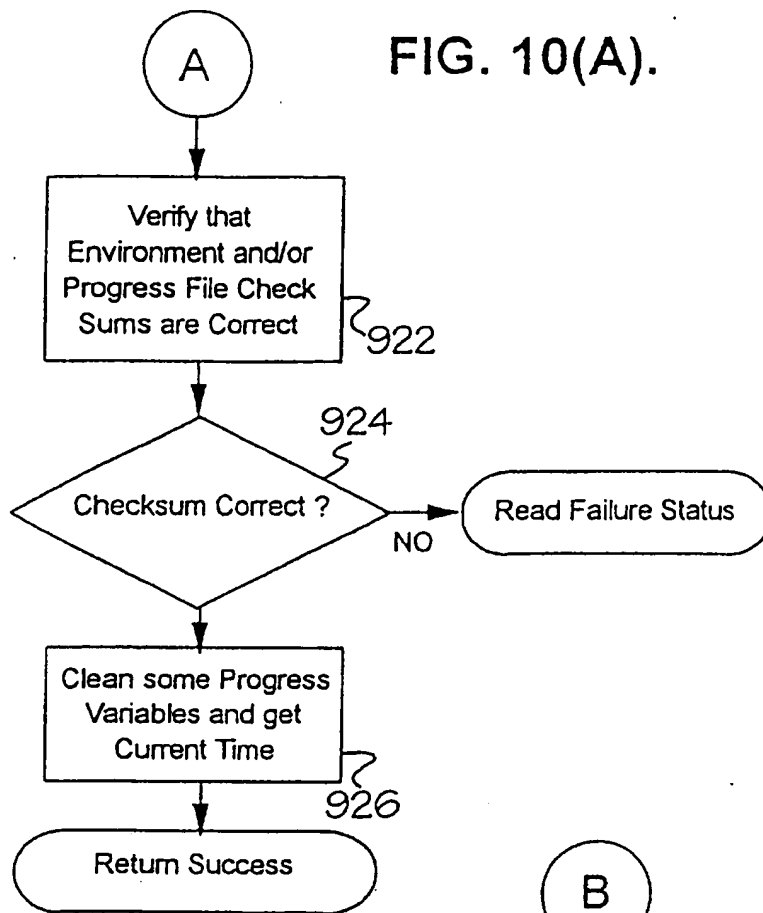 A
FIG. 10(A).
Verify that
Environment and/or
Progress File Check
Sums are Correct
922
924
Checksum Correct ?
NO
Read Failure Status
Clean some Progress
Variables and get
Current Time
926
Return Success
B